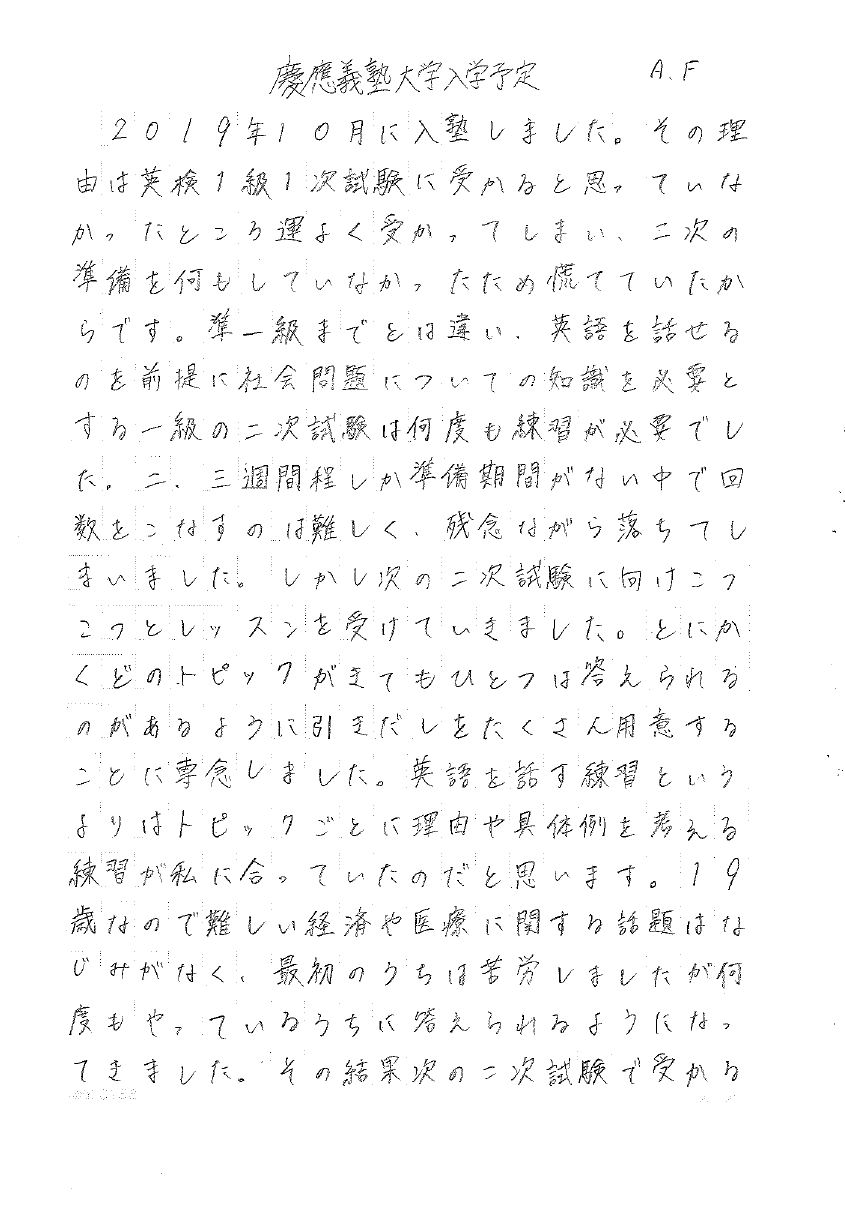 慶應義塾大学入学予定 A.F
2019年10月に入塾しました。その理
由は英検1級1次試験に受かると思っていな
かったところ運よく受かってしまい、二次の
準備を何もしていなかったため慌てていたか
らです。準一級までとは違い、英語を話せる
のを前提に社会問題についての知識を必要と
する一級の二次試験は何度も練習が必要でし
た。二、三週間程しか準備期間がない中で回
数をこなすのは難しく、残念ながら落ちてし
まいました。しかし次の二次試験に向けこつ
こつとレッスンを受けていきました。とにか
くどのトピックがきてもひとつは答えられる
のがあるように引きだしをたくさん用意する
ことに専念しました。英語を話す練習という
よりはトピックごとに理由や具体例を考える
練習が私に合っていたのだと思います。19
歳なので難しい経済や医療に関する話題はな
じみがなく、最初のうちは苦労しましたが何
度もやっているうちに答えられるようになっ
てきました。その結果次の二次試験で受かる